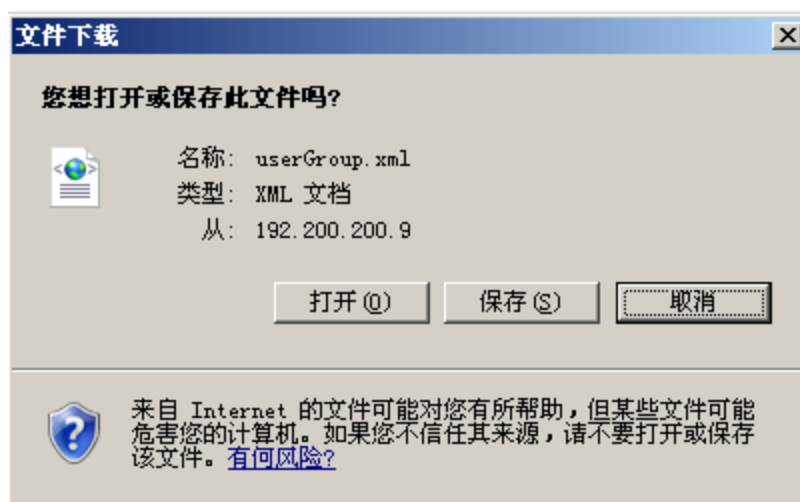 文件下载
您想打开或保存此文件吗?
名称: userGroup.xml
类型: XML 文档
从: 192.200.200.9
打开(O) 保存(S) 取消
来自 Internet 的文件可能对您有所帮助，但某些文件可能
危害您的计算机。如果您不信任其来源，请不要打开或保存
该文件。有何风险?